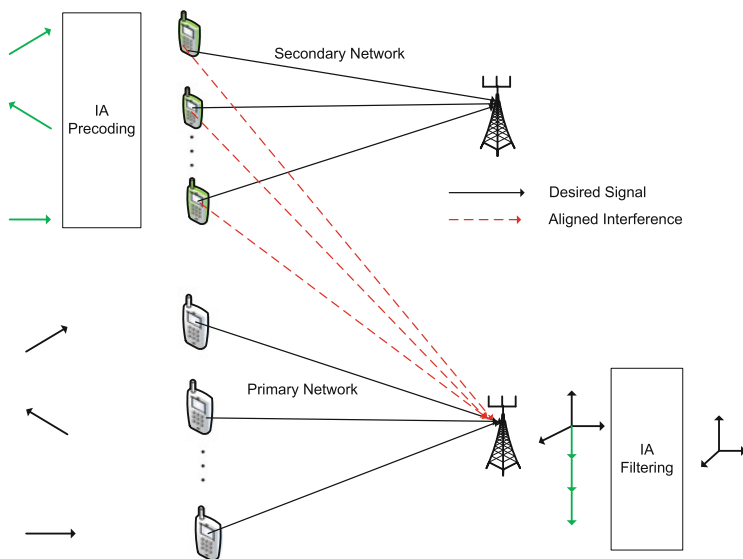 Secondary Network
IA
Precoding
Desired Signal
Aligned Interference
Primary Network
IA
Filtering